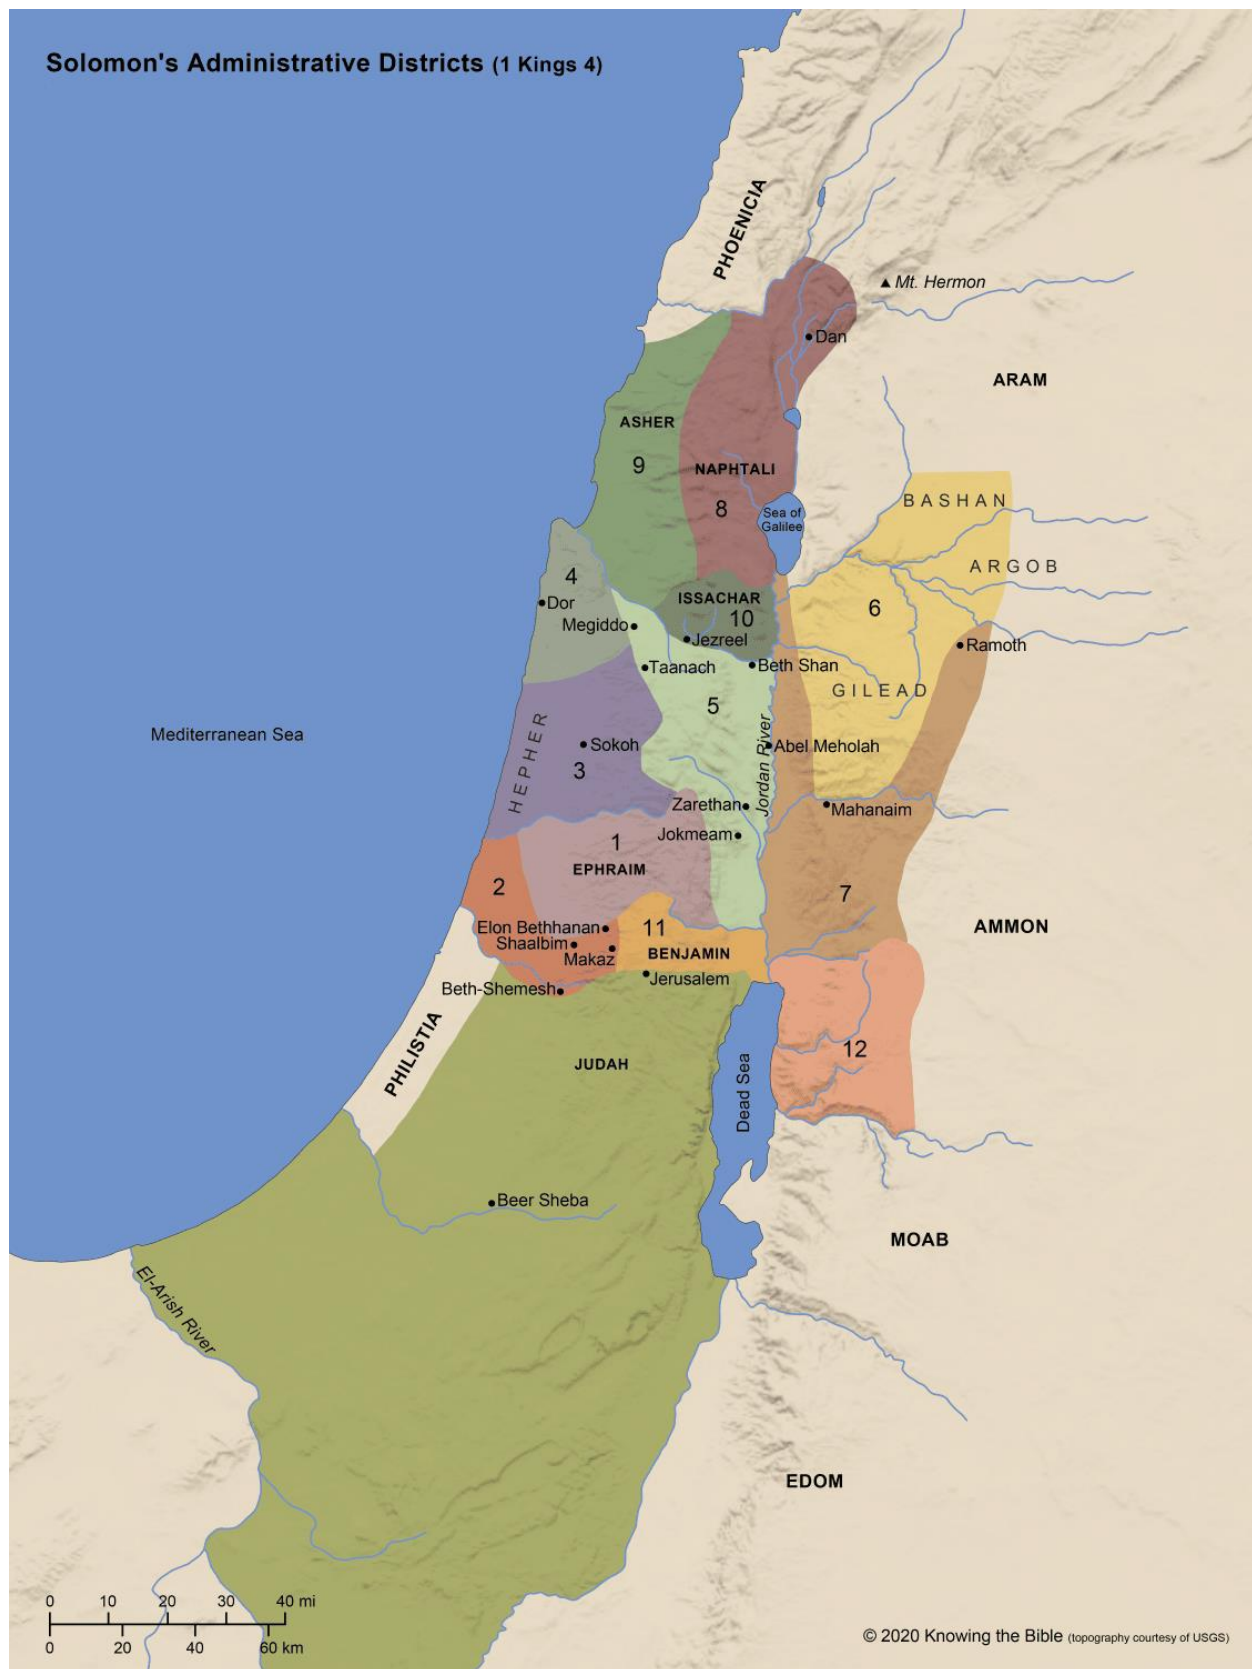 Solomon's Administrative Districts (1 Kings 4)
PHOENICIA
Mt. Hermon
Dan
ARAM
ASHER
9
NAPHTALI
8
Sea of
Galilee
BASHAN
ARGOB
4
Dor
ISSACHAR
10
6
Megiddo
Jezreel
Ramoth
Taanach
Beth Shan
GILEAD
5
Mediterranean Sea
HEPHER
Sokoh
3
Jordan River
Abel Meholah
Zarethan
Mahanaim
Jokmeam
1
EPHRAIM
2
7
Elon Bethhanan
11
AMMON
Shaalbim
BENJAMIN
Makaz
Jerusalem
Beth-Shemesh
PHILISTIA
JUDAH
Dead Sea
12
Beer Sheba
MOAB
El-Arish River
EDOM
0 10 20 30 40 mi
0 20 40 60 km
© 2020 Knowing the Bible (topography courtesy of USGS)